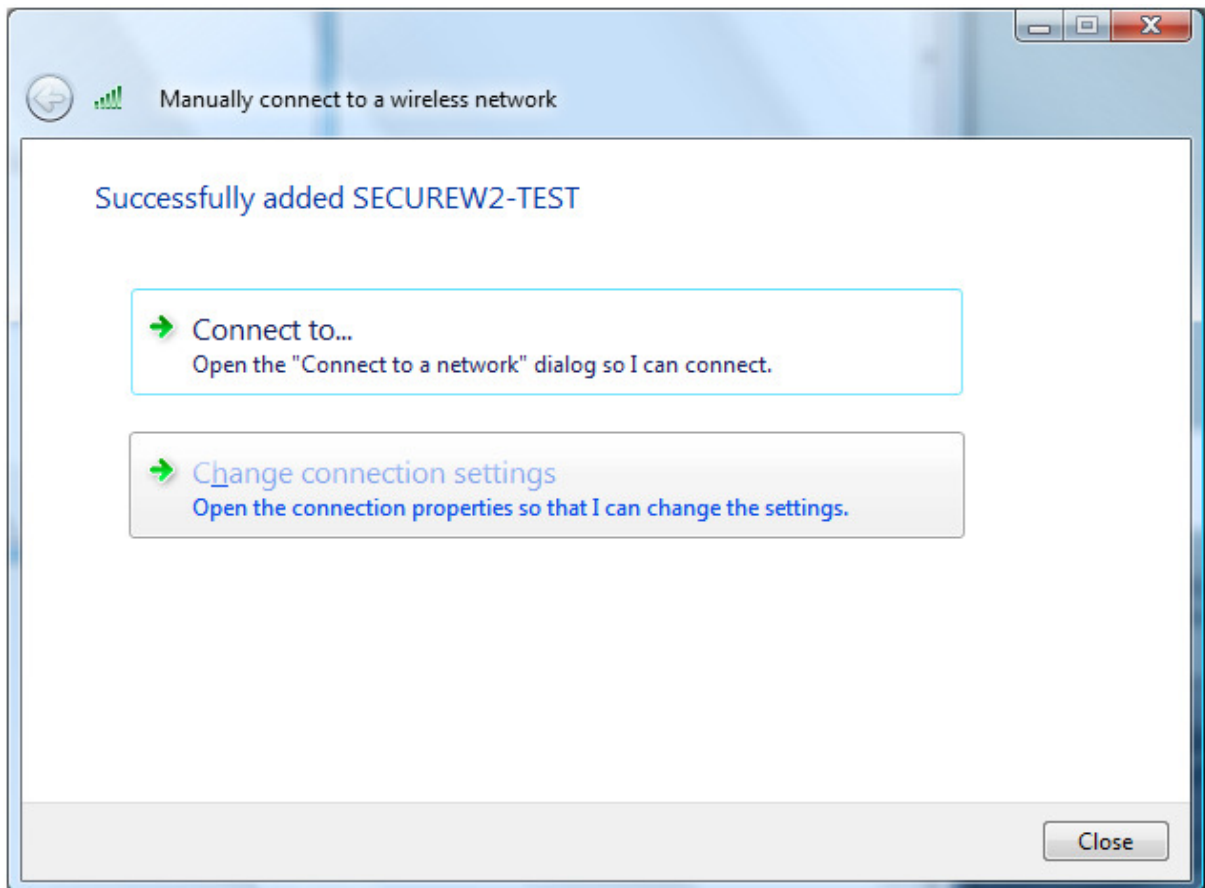 Manually connect to a wireless network
Successfully added SECUREW2-TEST
Connect to...
Open the "Connect to a network" dialog so I can connect.
Change connection settings
Open the connection properties so that I can change the settings.
Close